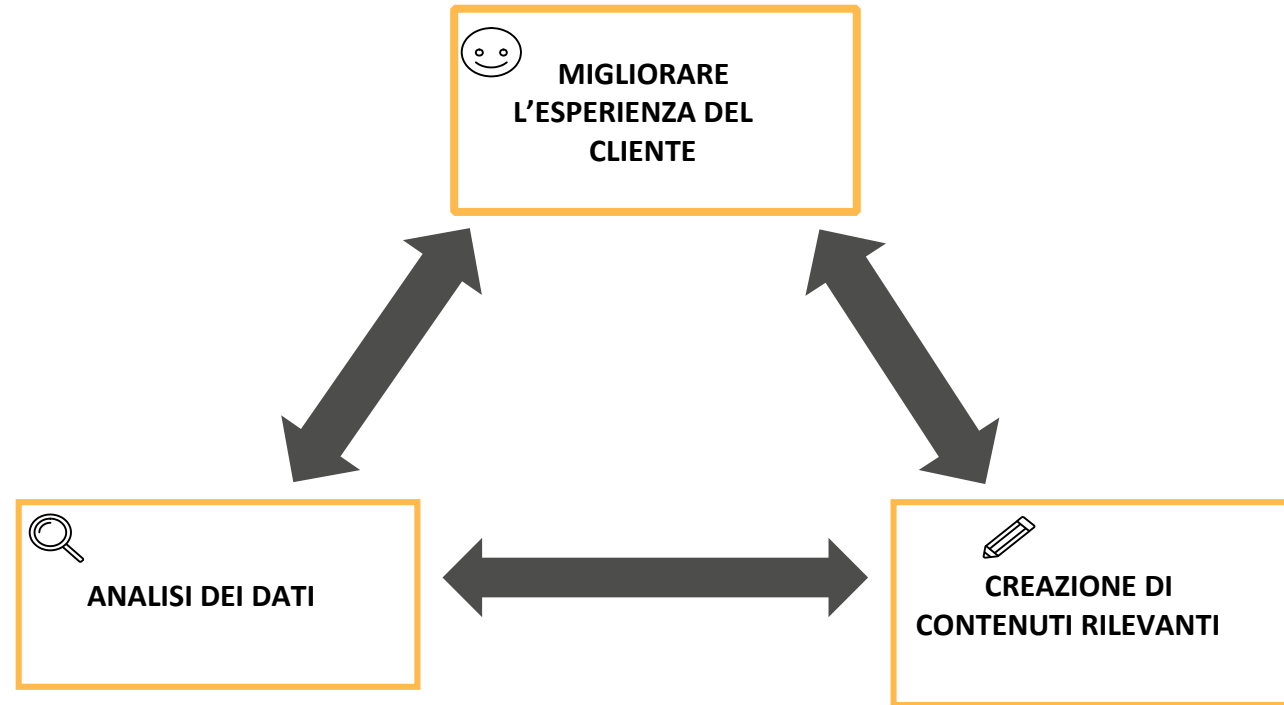 MIGLIORARE
L’ESPERIENZA DEL
CLIENTE
ANALISI DEI DATI
CREAZIONE DI
CONTENUTI RILEVANTI